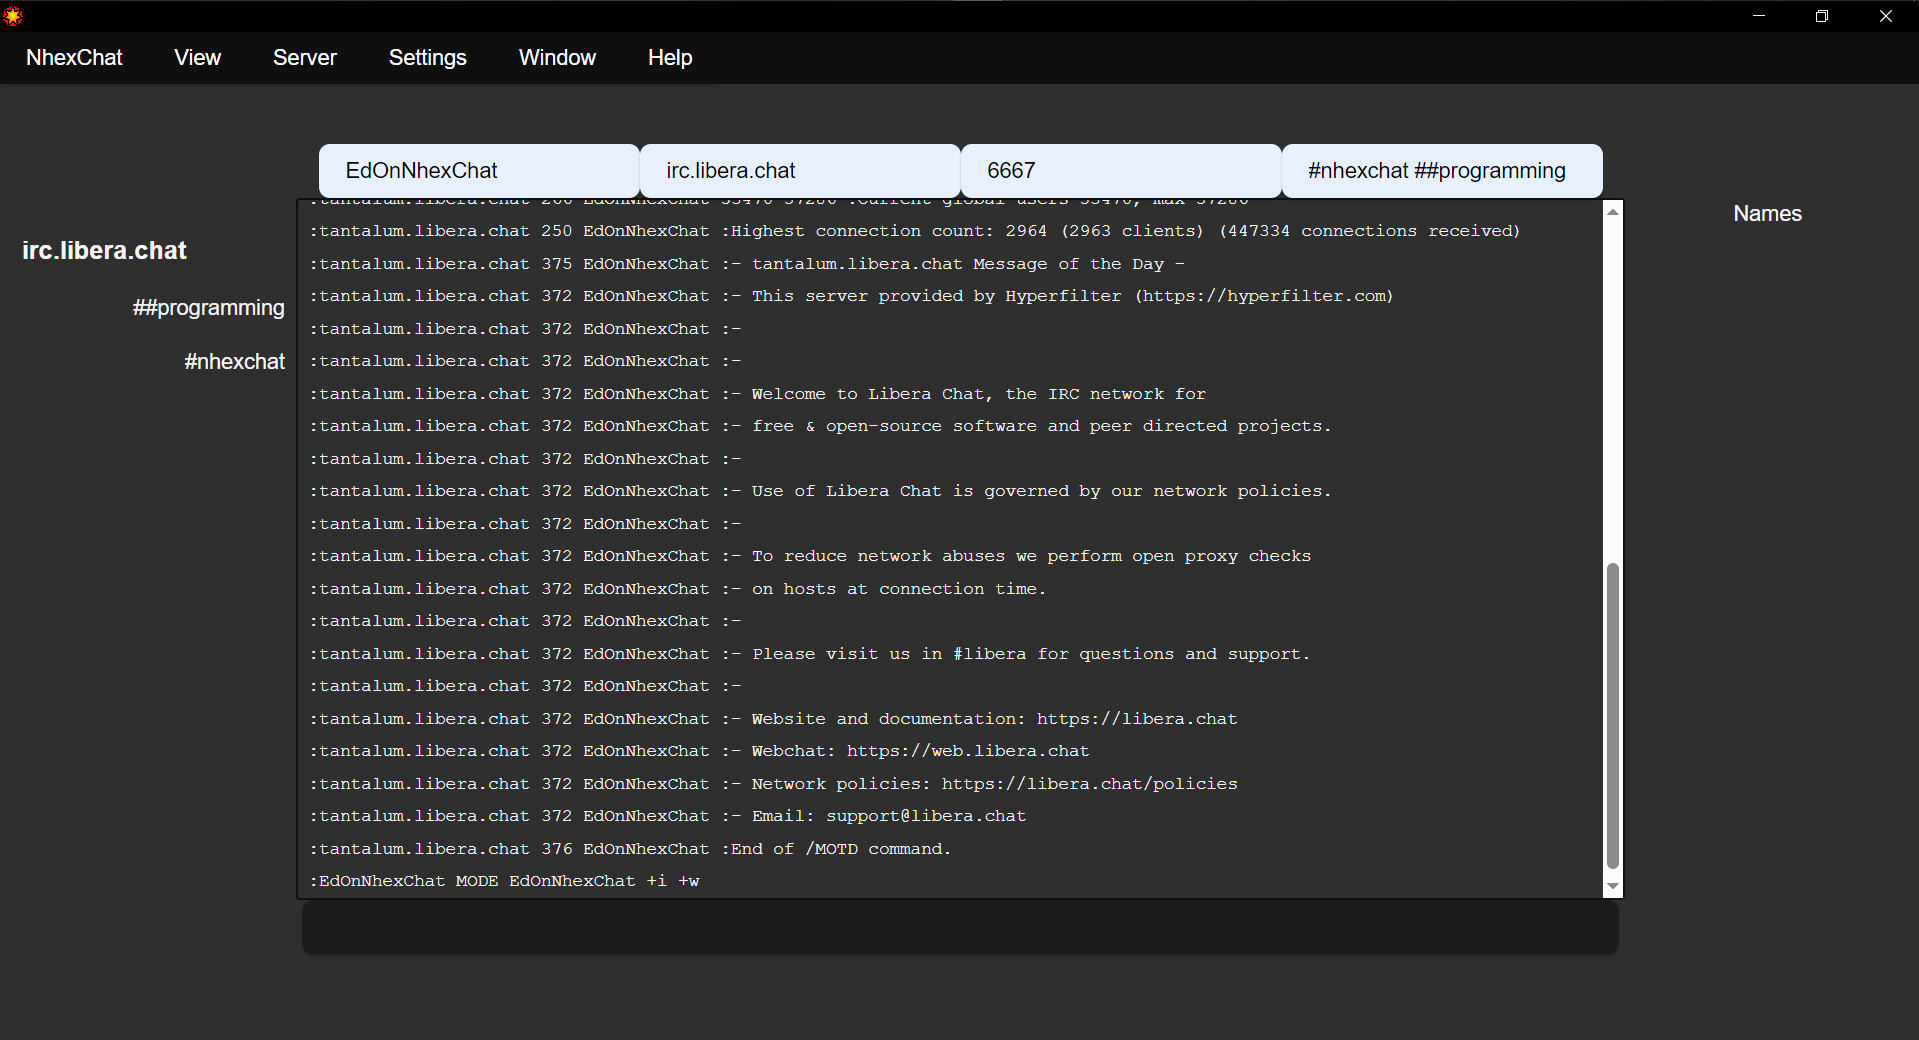 NhexChat View Server Settings Window Help
EdOnNhexChat irc.libera.chat 6667 #nhexchat ##programming
Names
irc.libera.chat
##programming
#nhexchat
:tantalum.libera.chat 266 EdOnNhexChat :Current global users
:tantalum.libera.chat 250 EdOnNhexChat :Highest connection count: 2964 (2963 clients) (447334 connections received)
:tantalum.libera.chat 375 EdOnNhexChat :- tantalum.libera.chat Message of the Day -
:tantalum.libera.chat 372 EdOnNhexChat :- This server provided by Hyperfilter (https://hyperfilter.com)
:tantalum.libera.chat 372 EdOnNhexChat :-
:tantalum.libera.chat 372 EdOnNhexChat :-
:tantalum.libera.chat 372 EdOnNhexChat :- Welcome to Libera Chat, the IRC network for
:tantalum.libera.chat 372 EdOnNhexChat :- free & open-source software and peer directed projects.
:tantalum.libera.chat 372 EdOnNhexChat :-
:tantalum.libera.chat 372 EdOnNhexChat :- Use of Libera Chat is governed by our network policies.
:tantalum.libera.chat 372 EdOnNhexChat :-
:tantalum.libera.chat 372 EdOnNhexChat :- To reduce network abuses we perform open proxy checks
:tantalum.libera.chat 372 EdOnNhexChat :- on hosts at connection time.
:tantalum.libera.chat 372 EdOnNhexChat :-
:tantalum.libera.chat 372 EdOnNhexChat :- Please visit us in #libera for questions and support.
:tantalum.libera.chat 372 EdOnNhexChat :-
:tantalum.libera.chat 372 EdOnNhexChat :- Website and documentation: https://libera.chat
:tantalum.libera.chat 372 EdOnNhexChat :- Webchat: https://web.libera.chat
:tantalum.libera.chat 372 EdOnNhexChat :- Network policies: https://libera.chat/policies
:tantalum.libera.chat 372 EdOnNhexChat :- Email: support@libera.chat
:tantalum.libera.chat 376 EdOnNhexChat :End of /MOTD command.
:EdOnNhexChat MODE EdOnNhexChat +i +w